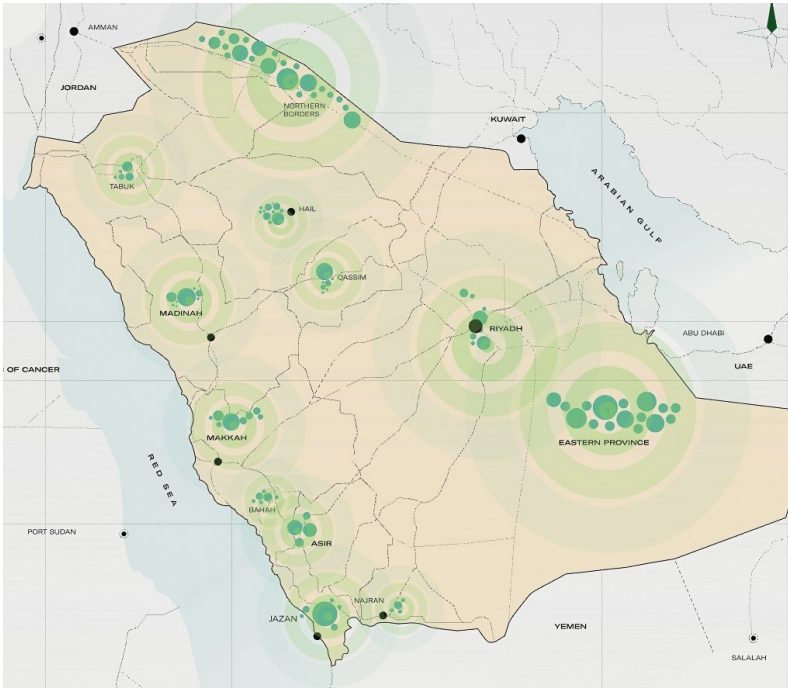 AMMAN
JORDAN
NORTHERN
BORDERS
KUWAIT
TABUK
ARABIAN GULF
HAIL
QASSIM
MADINAH
RIYADH
ABU DHABI
UAE
OF CANCER
MAKKAH
EASTERN PROVINCE
RED SEA
BAHAH
PORT SUDAN
ASIR
NAJRAN
JAZAN
YEMEN
SALALAH